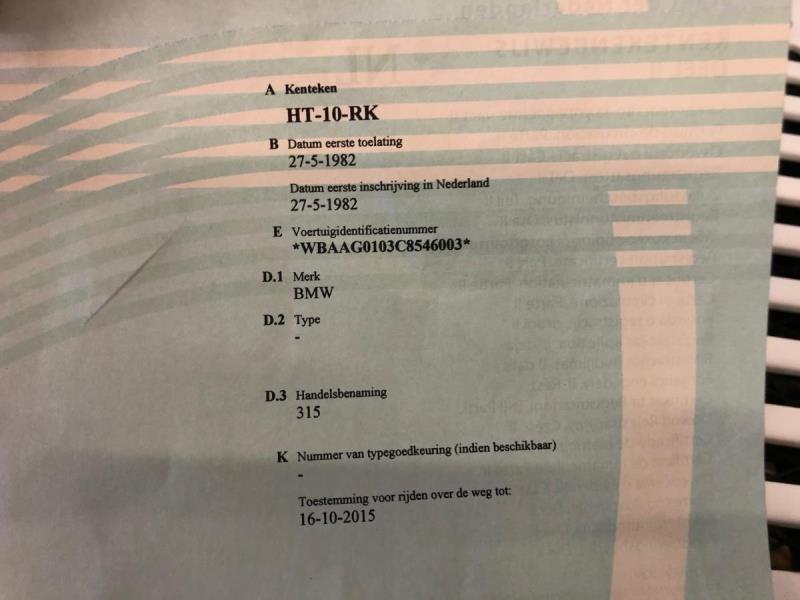 A Kenteken
HT-10-RK
B Datum eerste toelating
27-5-1982
Datum eerste inschrijving in Nederland
27-5-1982
E Voertuigidentificatienummer
*WBAAG0103C8546003*
D.1 Merk
BMW
D.2 Type
-
D.3 Handelsbenaming
315
K Nummer van typegoedkeuring (indien beschikbaar)
-
Toestemming voor rijden over de weg tot:
16-10-2015